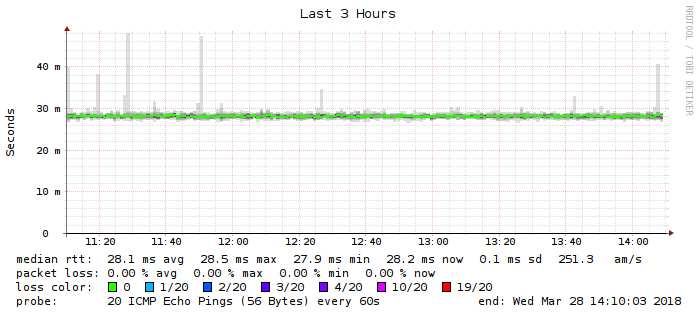 Last 3 Hours
RRDTOOL / TOBI OETIKER
Seconds
40 m
30 m
20 m
10 m
0
11:20 11:40 12:00 12:20 12:40 13:00 13:20 13:40 14:00
median rtt: 28.1 ms avg 28.5 ms max 27.9 ms min 28.2 ms now 0.1 ms sd 251.3 am/s
packet loss: 0.00 % avg 0.00 % max 0.00 % min 0.00 % now
loss color: 0 1/20 2/20 3/20 4/20 10/20 19/20
probe: 20 ICMP Echo Pings (56 Bytes) every 60s end: Wed Mar 28 14:10:03 2018